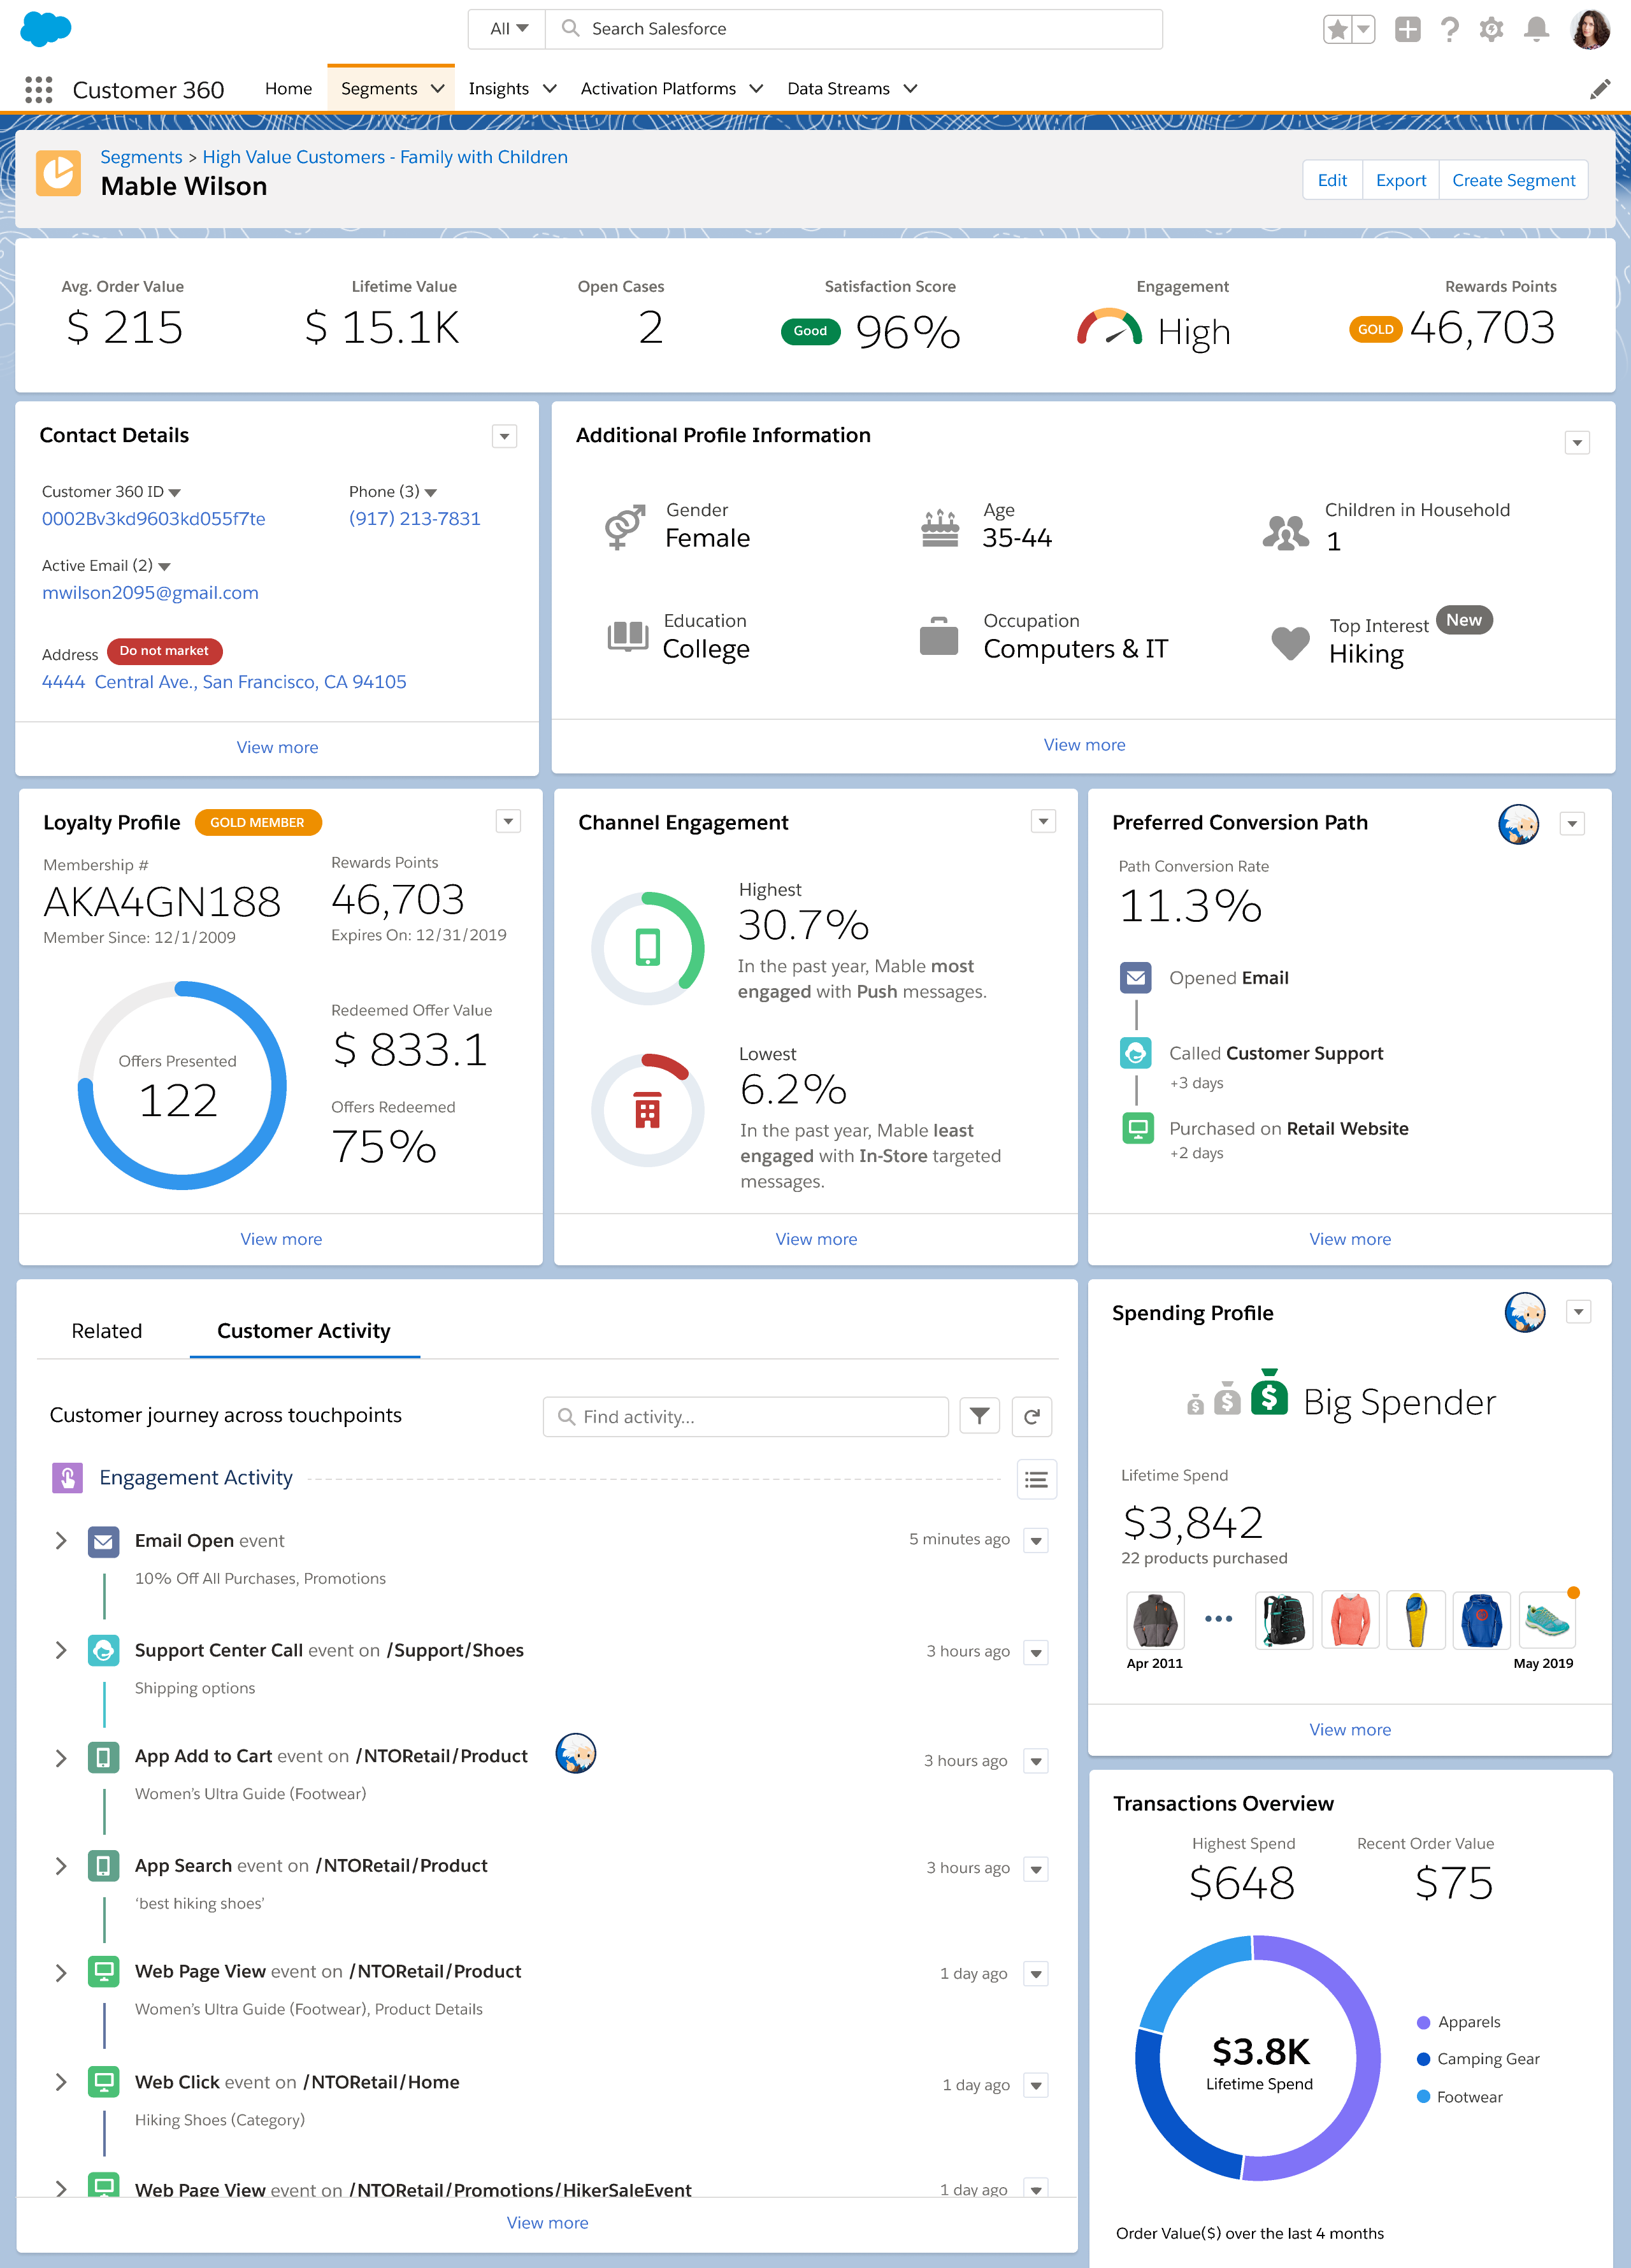 All
Search Salesforce
Customer 360
Home
Segments
Insights
Activation Platforms
Data Streams
Segments > High Value Customers - Family with Children
Mable Wilson
Edit
Export
Create Segment
Avg. Order Value
$ 215
Lifetime Value
$ 15.1K
Open Cases
2
Satisfaction Score
Good
96%
Engagement
High
Rewards Points
GOLD
46,703
Contact Details
Customer 360 ID
0002Bv3kd9603kd055f7te
Phone (3)
(917) 213-7831
Active Email (2)
mwilson2095@gmail.com
Address
Do not market
4444 Central Ave., San Francisco, CA 94105
View more
Additional Profile Information
Gender
Female
Age
35-44
Children in Household
1
Education
College
Occupation
Computers & IT
Top Interest
New
Hiking
View more
Loyalty Profile
GOLD MEMBER
Membership #
AKA4GN188
Member Since: 12/1/2009
Rewards Points
46,703
Expires On: 12/31/2019
Offers Presented
122
Redeemed Offer Value
$ 833.1
Offers Redeemed
75%
View more
Channel Engagement
Highest
30.7%
In the past year, Mable most
engaged with Push messages.
Lowest
6.2%
In the past year, Mable least
engaged with In-Store targeted
messages.
View more
Preferred Conversion Path
Path Conversion Rate
11.3%
Opened Email
Called Customer Support
+3 days
Purchased on Retail Website
+2 days
View more
Related
Customer Activity
Customer journey across touchpoints
Find activity...
Engagement Activity
Email Open event
5 minutes ago
10% Off All Purchases, Promotions
Support Center Call event on /Support/Shoes
3 hours ago
Shipping options
App Add to Cart event on /NTORetail/Product
3 hours ago
Women's Ultra Guide (Footwear)
App Search event on /NTORetail/Product
3 hours ago
‘best hiking shoes’
Web Page View event on /NTORetail/Product
1 day ago
Women's Ultra Guide (Footwear), Product Details
Web Click event on /NTORetail/Home
1 day ago
Hiking Shoes (Category)
Web Page View event on /NTORetail/Promotions/HikerSaleEvent
1 day ago
View more
Spending Profile
Big Spender
Lifetime Spend
$3,842
22 products purchased
Apr 2011
May 2019
View more
Transactions Overview
Highest Spend
$648
Recent Order Value
$75
$3.8K
Lifetime Spend
Apparels
Camping Gear
Footwear
Order Value($) over the last 4 months